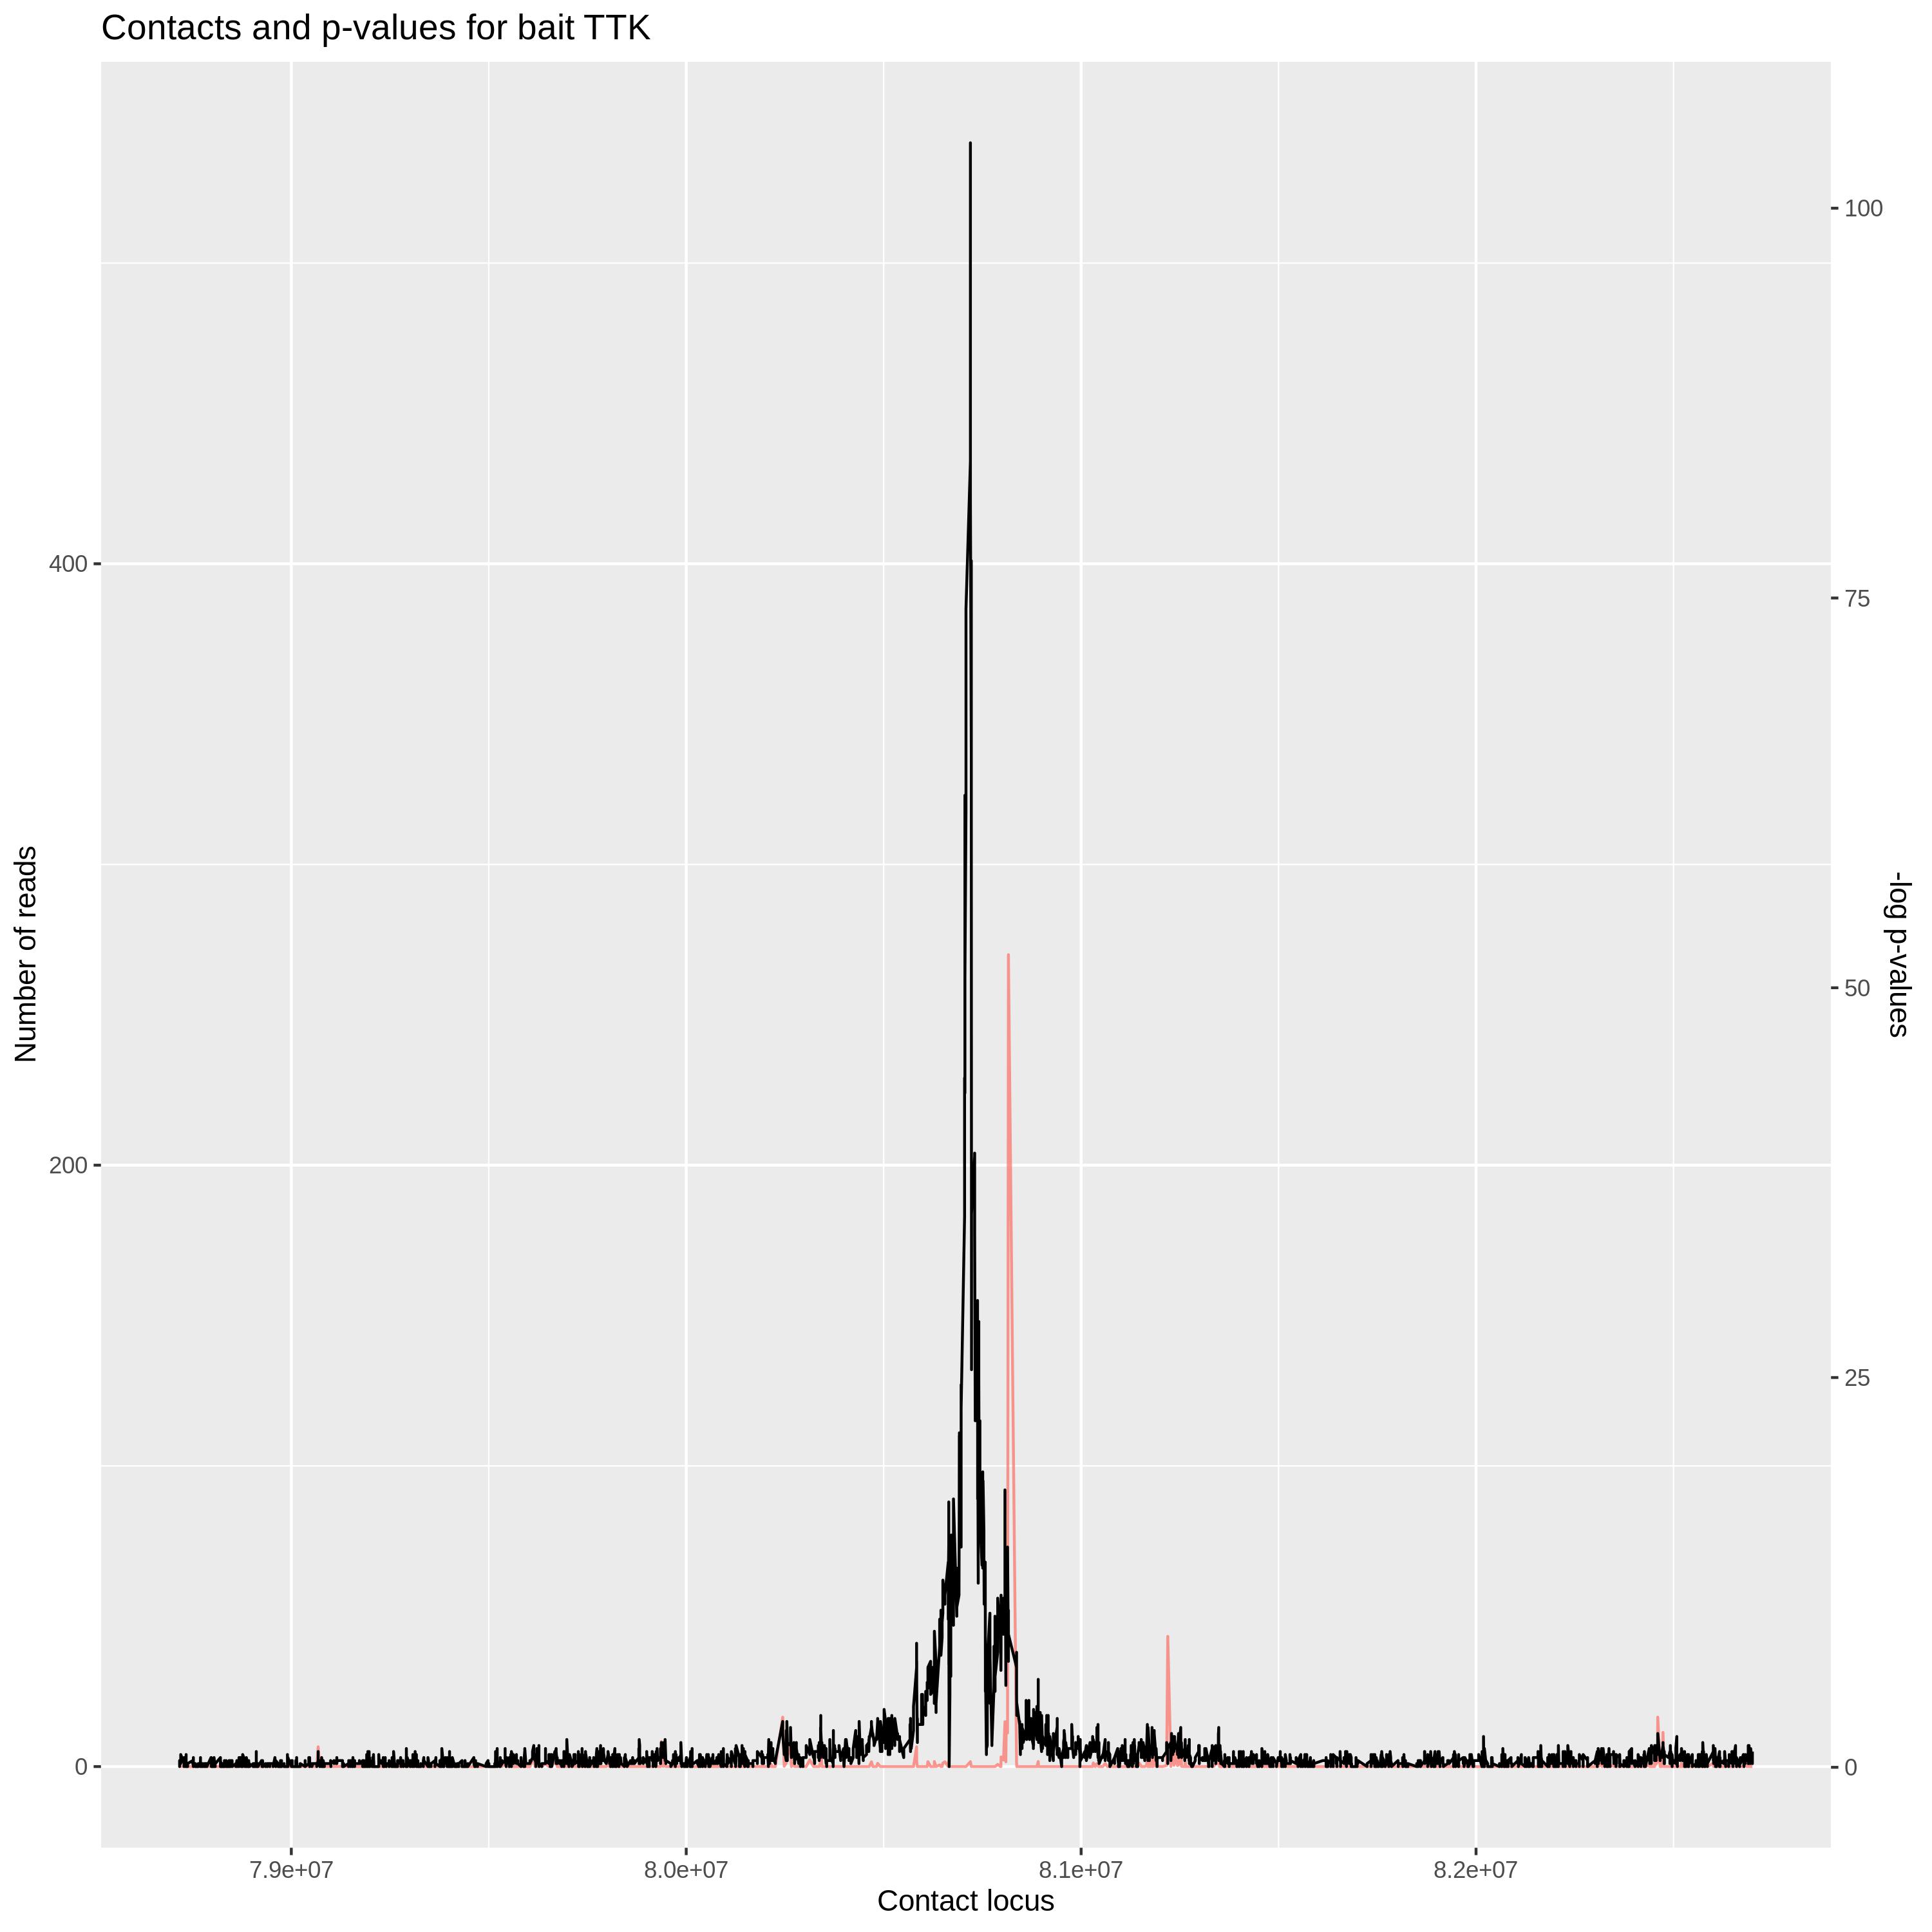 Contacts and p-values for bait TTK
Number of reads
400
200
0
100
75
50
25
0
-log p-values
7.9e+07
8.0e+07
8.1e+07
8.2e+07
Contact locus